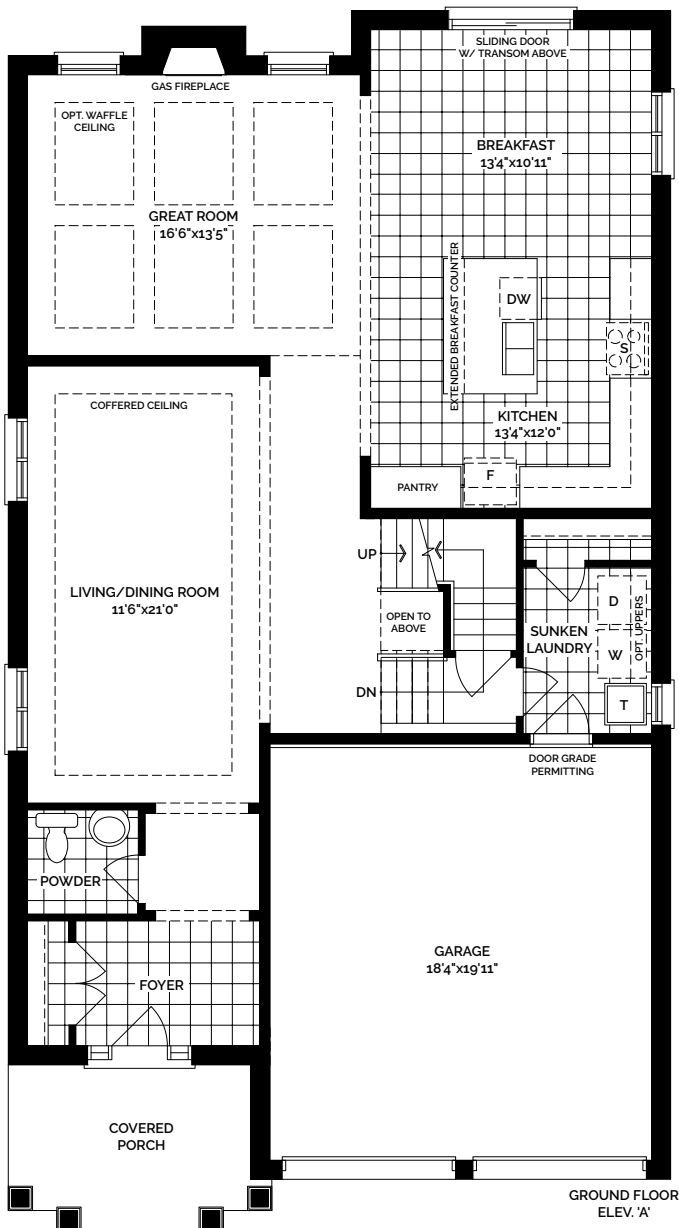 SLIDING DOOR
W/ TRANSOM ABOVE
GAS FIREPLACE
OPT. WAFFLE
CEILING
BREAKFAST
13'4"x10'11"
GREAT ROOM
16'6"x13'5"
EXTENDED BREAKFAST COUNTER
DW
S
COFFERED CEILING
KITCHEN
13'4"x12'0"
F
PANTRY
UP
LIVING/DINING ROOM
11'6"x21'0"
OPEN TO
ABOVE
D
SUNKEN
LAUNDRY
OPT. UPPERS
W
DN
T
DOOR GRADE
PERMITTING
POWDER
GARAGE
18'4"x19'11"
FOYER
COVERED
PORCH
GROUND FLOOR
ELEV. 'A'